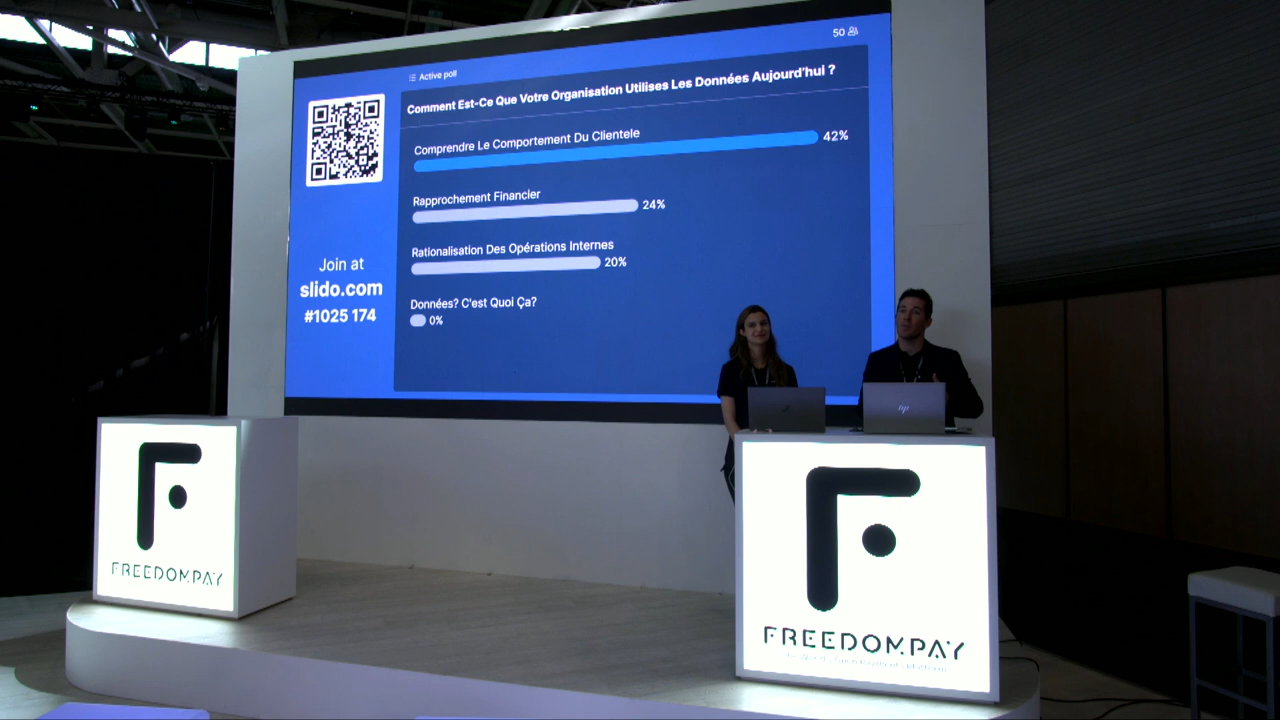 50
Active poll
Comment Est-Ce Que Votre Organisation Utilises Les Données Aujourd'hui ?
Comprendre Le Comportement Du Clientele
42%
Rapprochement Financier
24%
Rationalisation Des Opérations Internes
20%
Données? C'est Quoi Ça?
0%
Join at
slido.com
#1025 174
hp
FREEDOMPAY
FREEDOMPAY